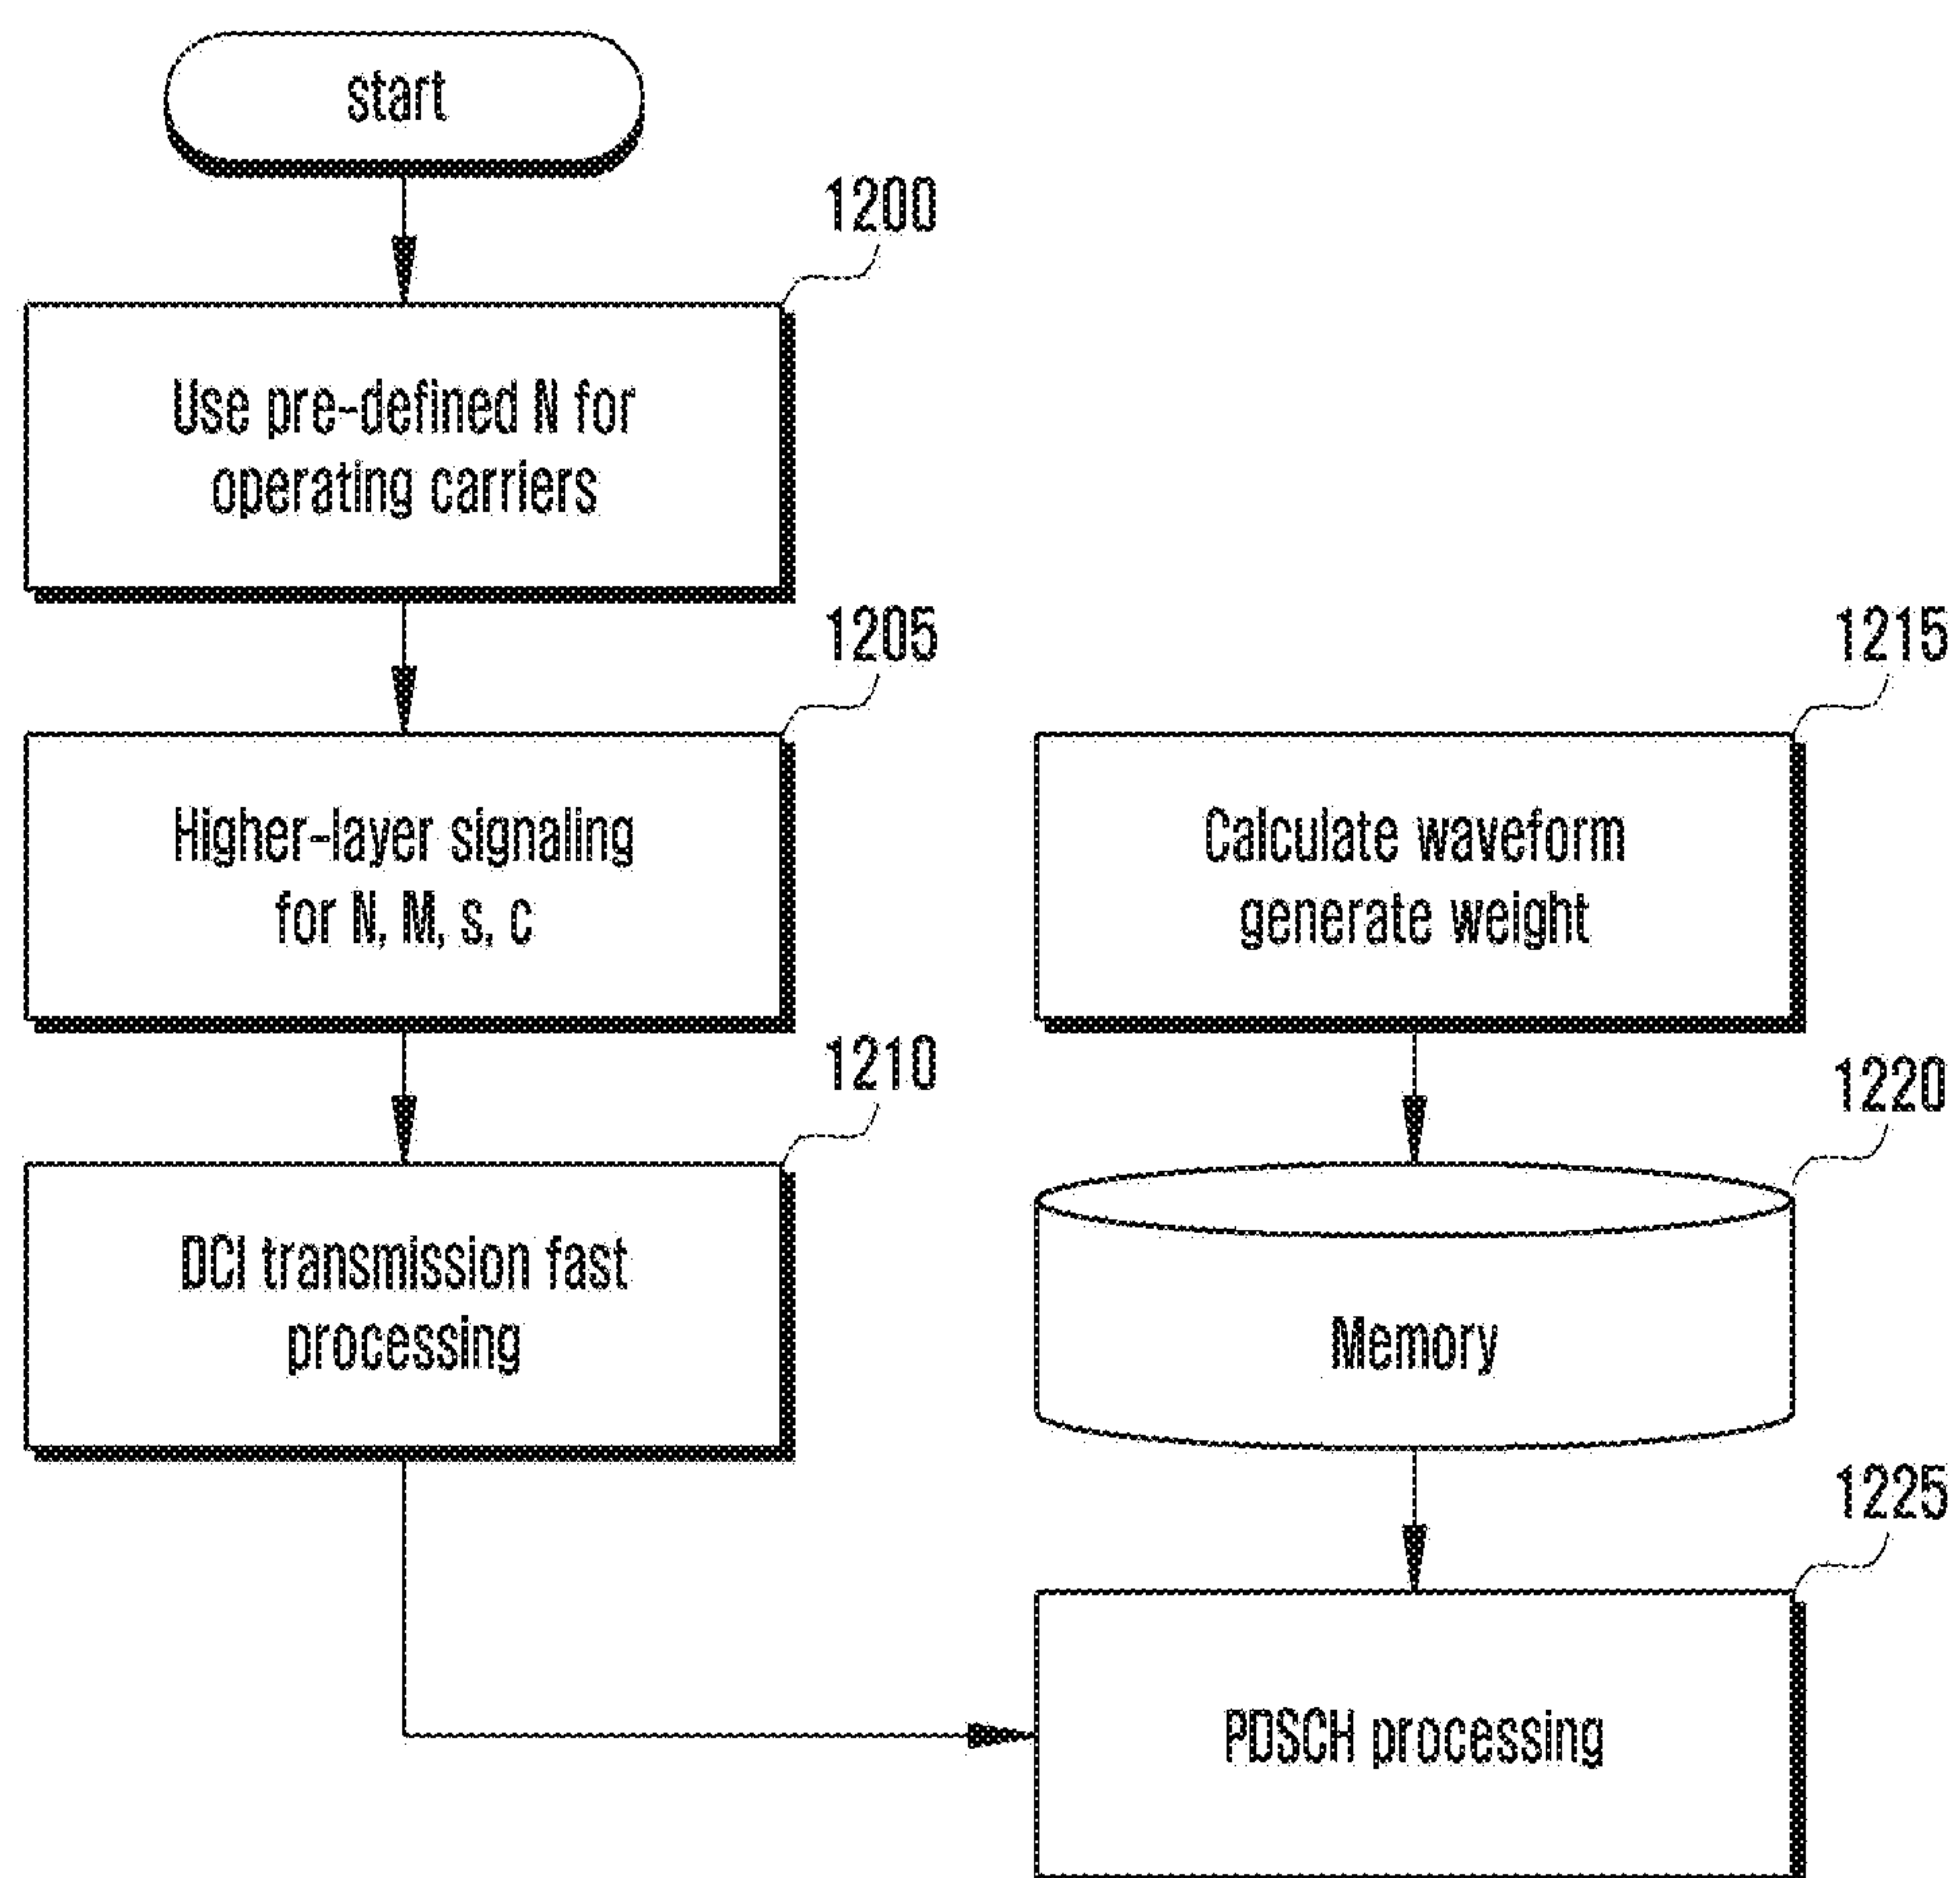 start
1200
Use pre-defined N for
operating carriers
1205
Higher-layer signaling
for N, M, s, c
1210
DCI transmission fast
processing
1215
Calculate waveform
generate weight
1220
Memory
1225
PDSCH processing